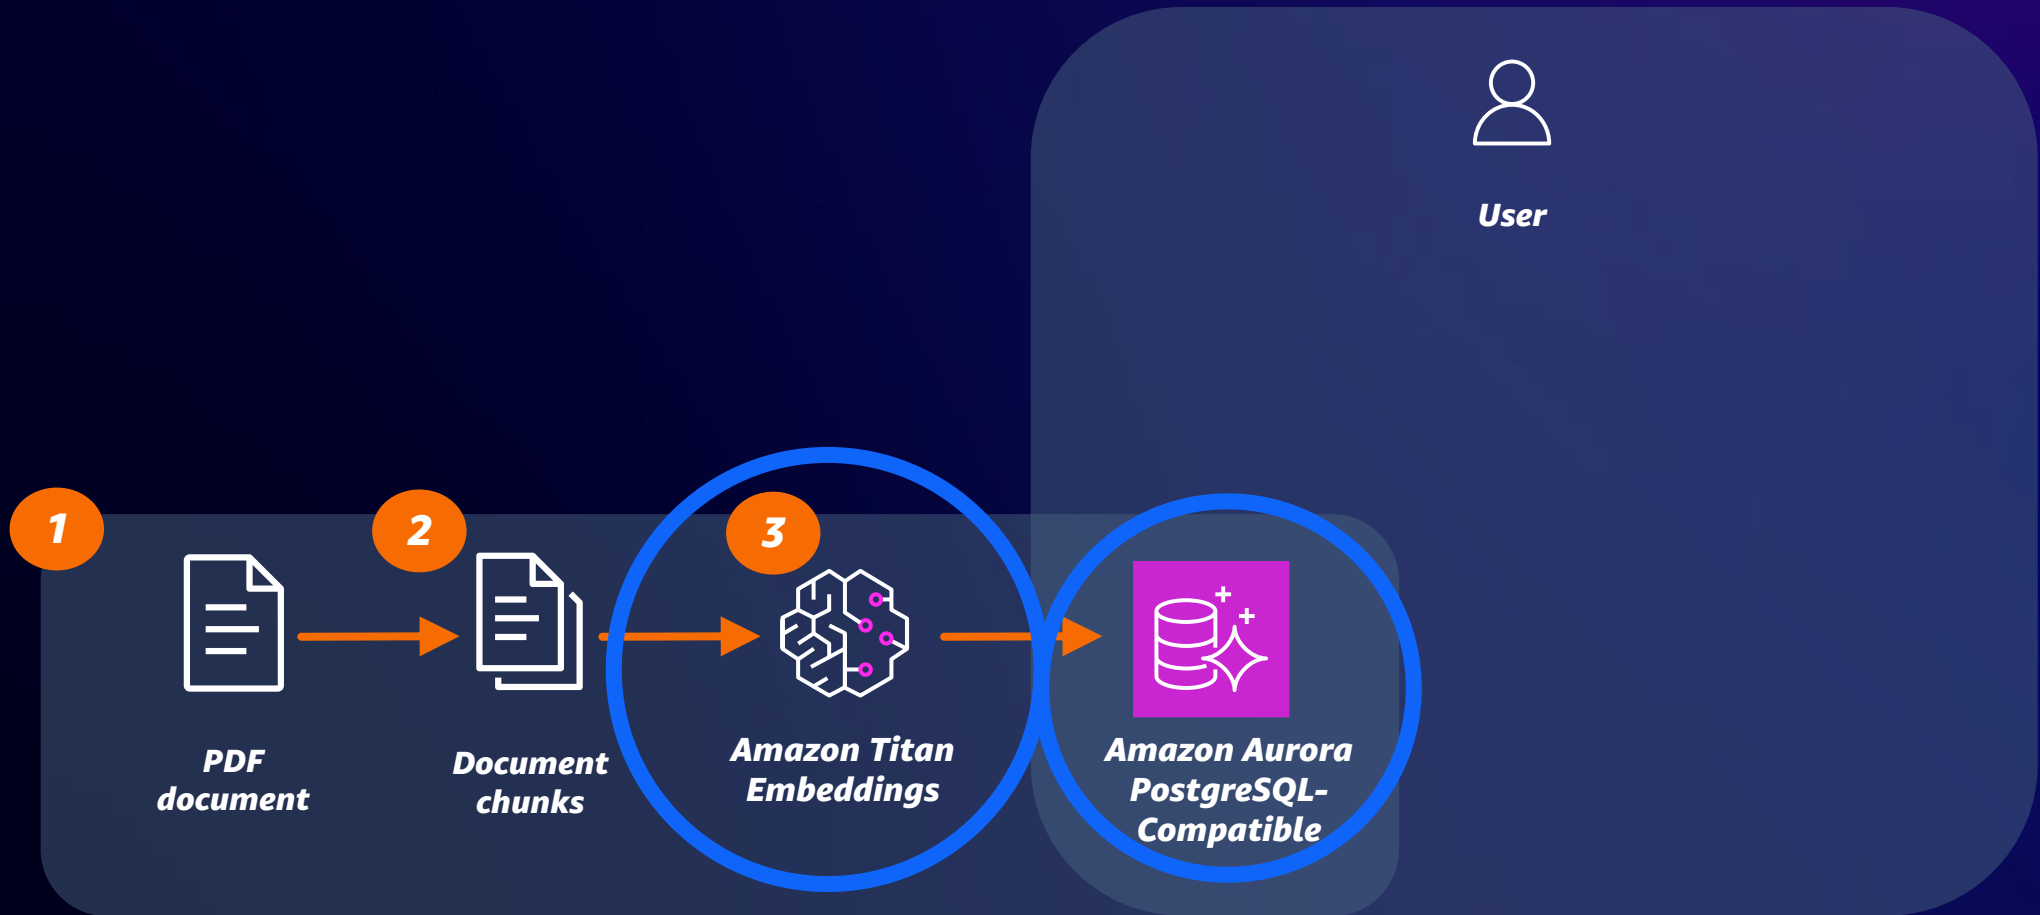 User
1
2
3
PDF
document
Document
chunks
Amazon Titan
Embeddings
Amazon Aurora
PostgreSQL-
Compatible